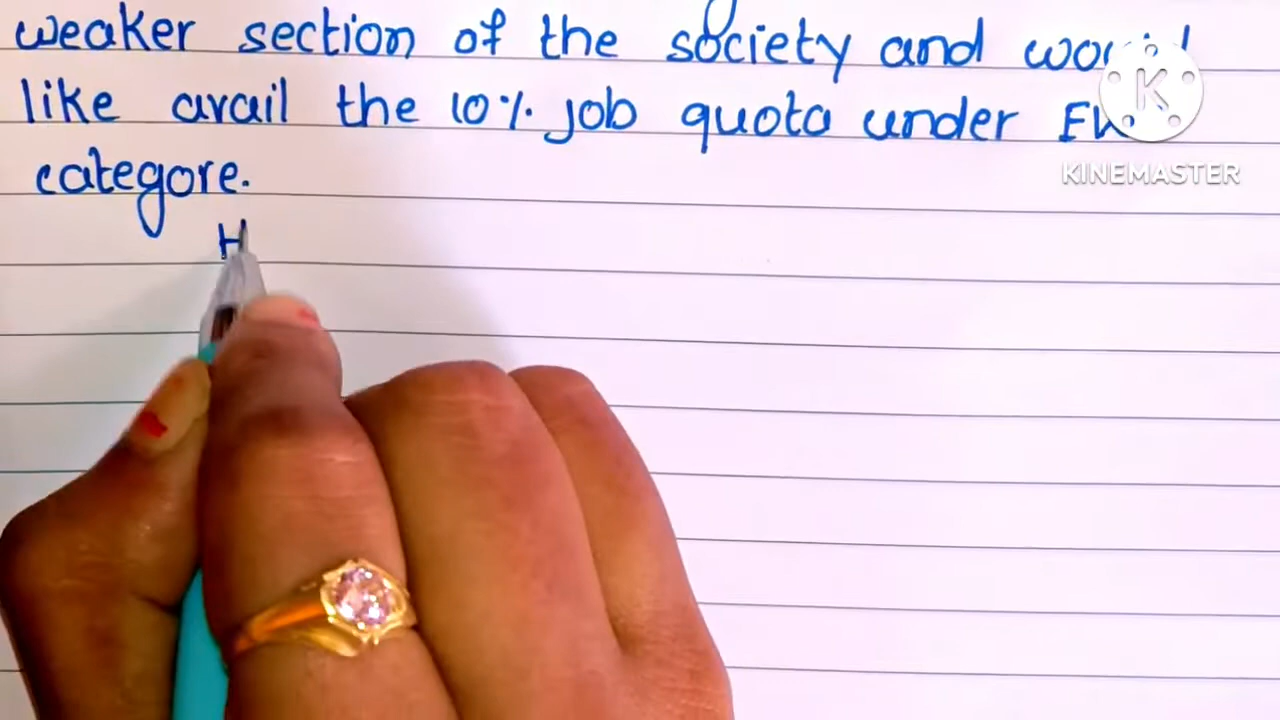 weaker section of the society and
like avail the 10% job quota under
categore.
H
K
KINEMASTER